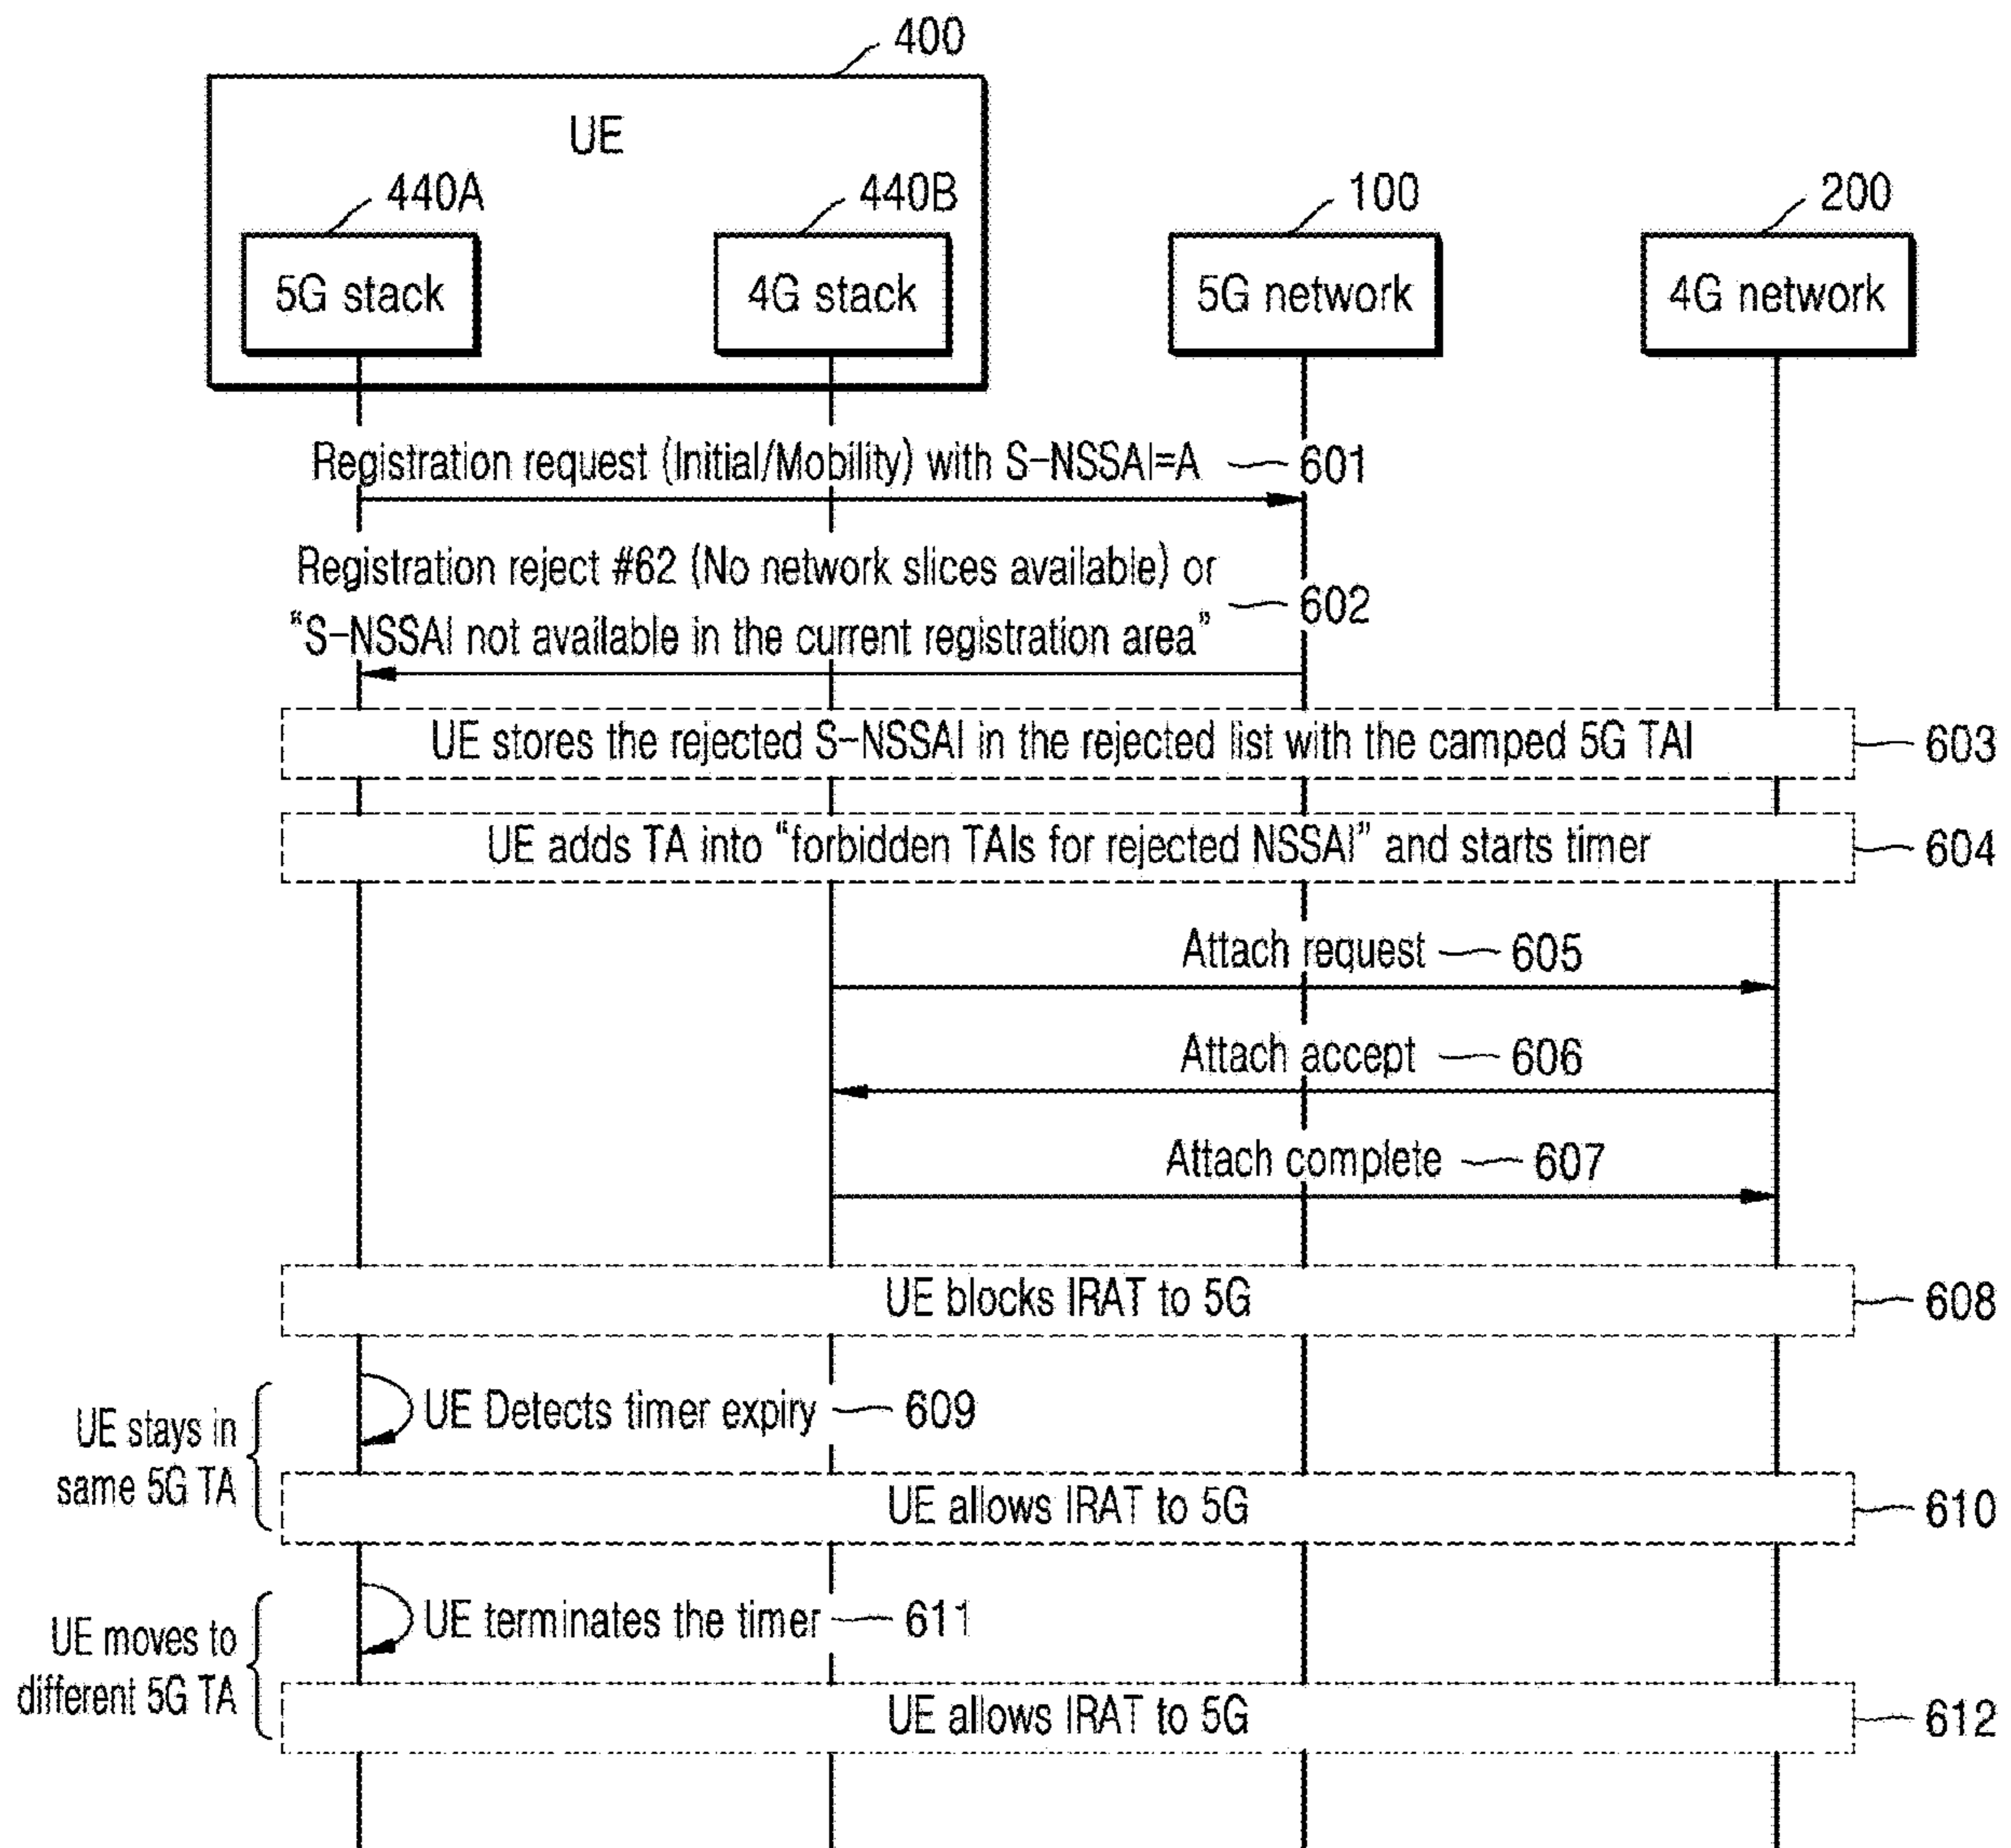 400
UE
440A
440B
100
200
5G stack
4G stack
5G network
4G network
Registration request (Initial/Mobility) with S-NSSAI=A
601
Registration reject #62 (No network slices available) or
"S-NSSAI not available in the current registration area"
602
UE stores the rejected S-NSSAI in the rejected list with the camped 5G TAI
603
UE adds TA into "forbidden TAIs for rejected NSSAI" and starts timer
604
Attach request
605
Attach accept
606
Attach complete
607
UE blocks IRAT to 5G
608
UE stays in
same 5G TA
UE Detects timer expiry
609
UE allows IRAT to 5G
610
UE moves to
different 5G TA
UE terminates the timer
611
UE allows IRAT to 5G
612